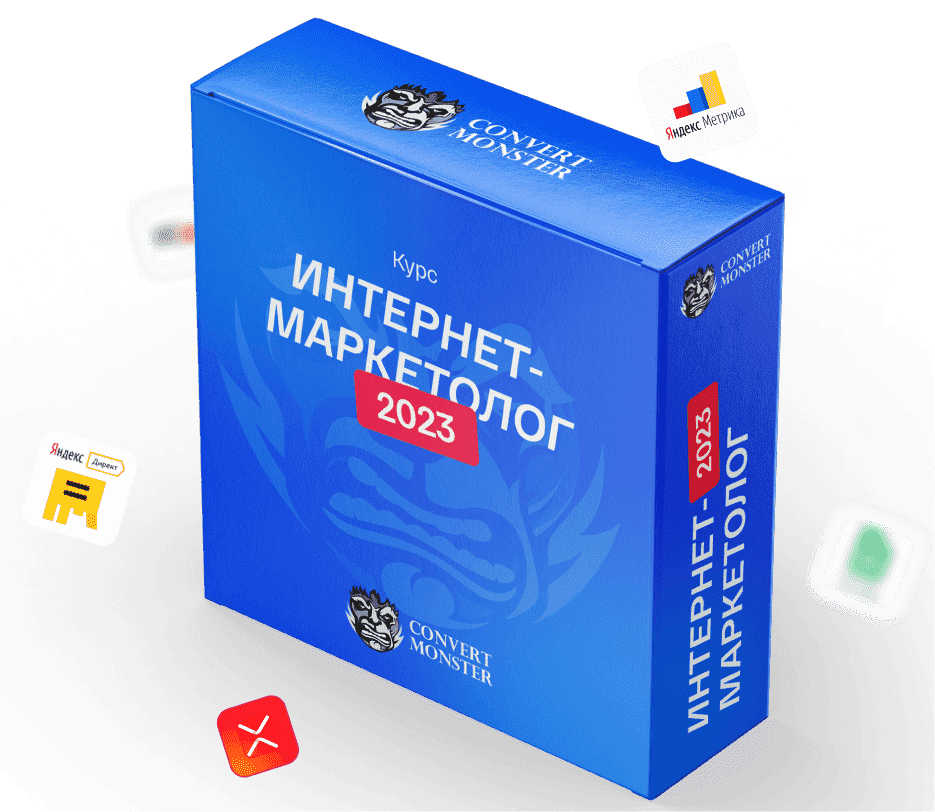 CONVERT
MONSTER
Яндекс Метрика
CONVERT
MONSTER
Курс
ИНТЕРНЕТ-
МАРКЕТОЛОГ
2023
2023
ИНТЕРНЕТ-
МАРКЕТОЛОГ
Яндекс Директ
CONVERT
MONSTER